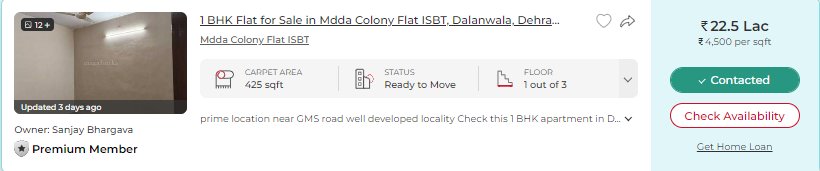 12 +
Updated 3 days ago
Owner: Sanjay Bhargava
Premium Member
1 BHK Flat for Sale in Mdda Colony Flat ISBT, Dalanwala, Dehra...
Mdda Colony Flat ISBT
CARPET AREA
425 sqft
STATUS
Ready to Move
FLOOR
1 out of 3
prime location near GMS road well developed locality Check this 1 BHK apartment in D...
₹22.5 Lac
₹4,500 per sqft
Contacted
Check Availability
Get Home Loan